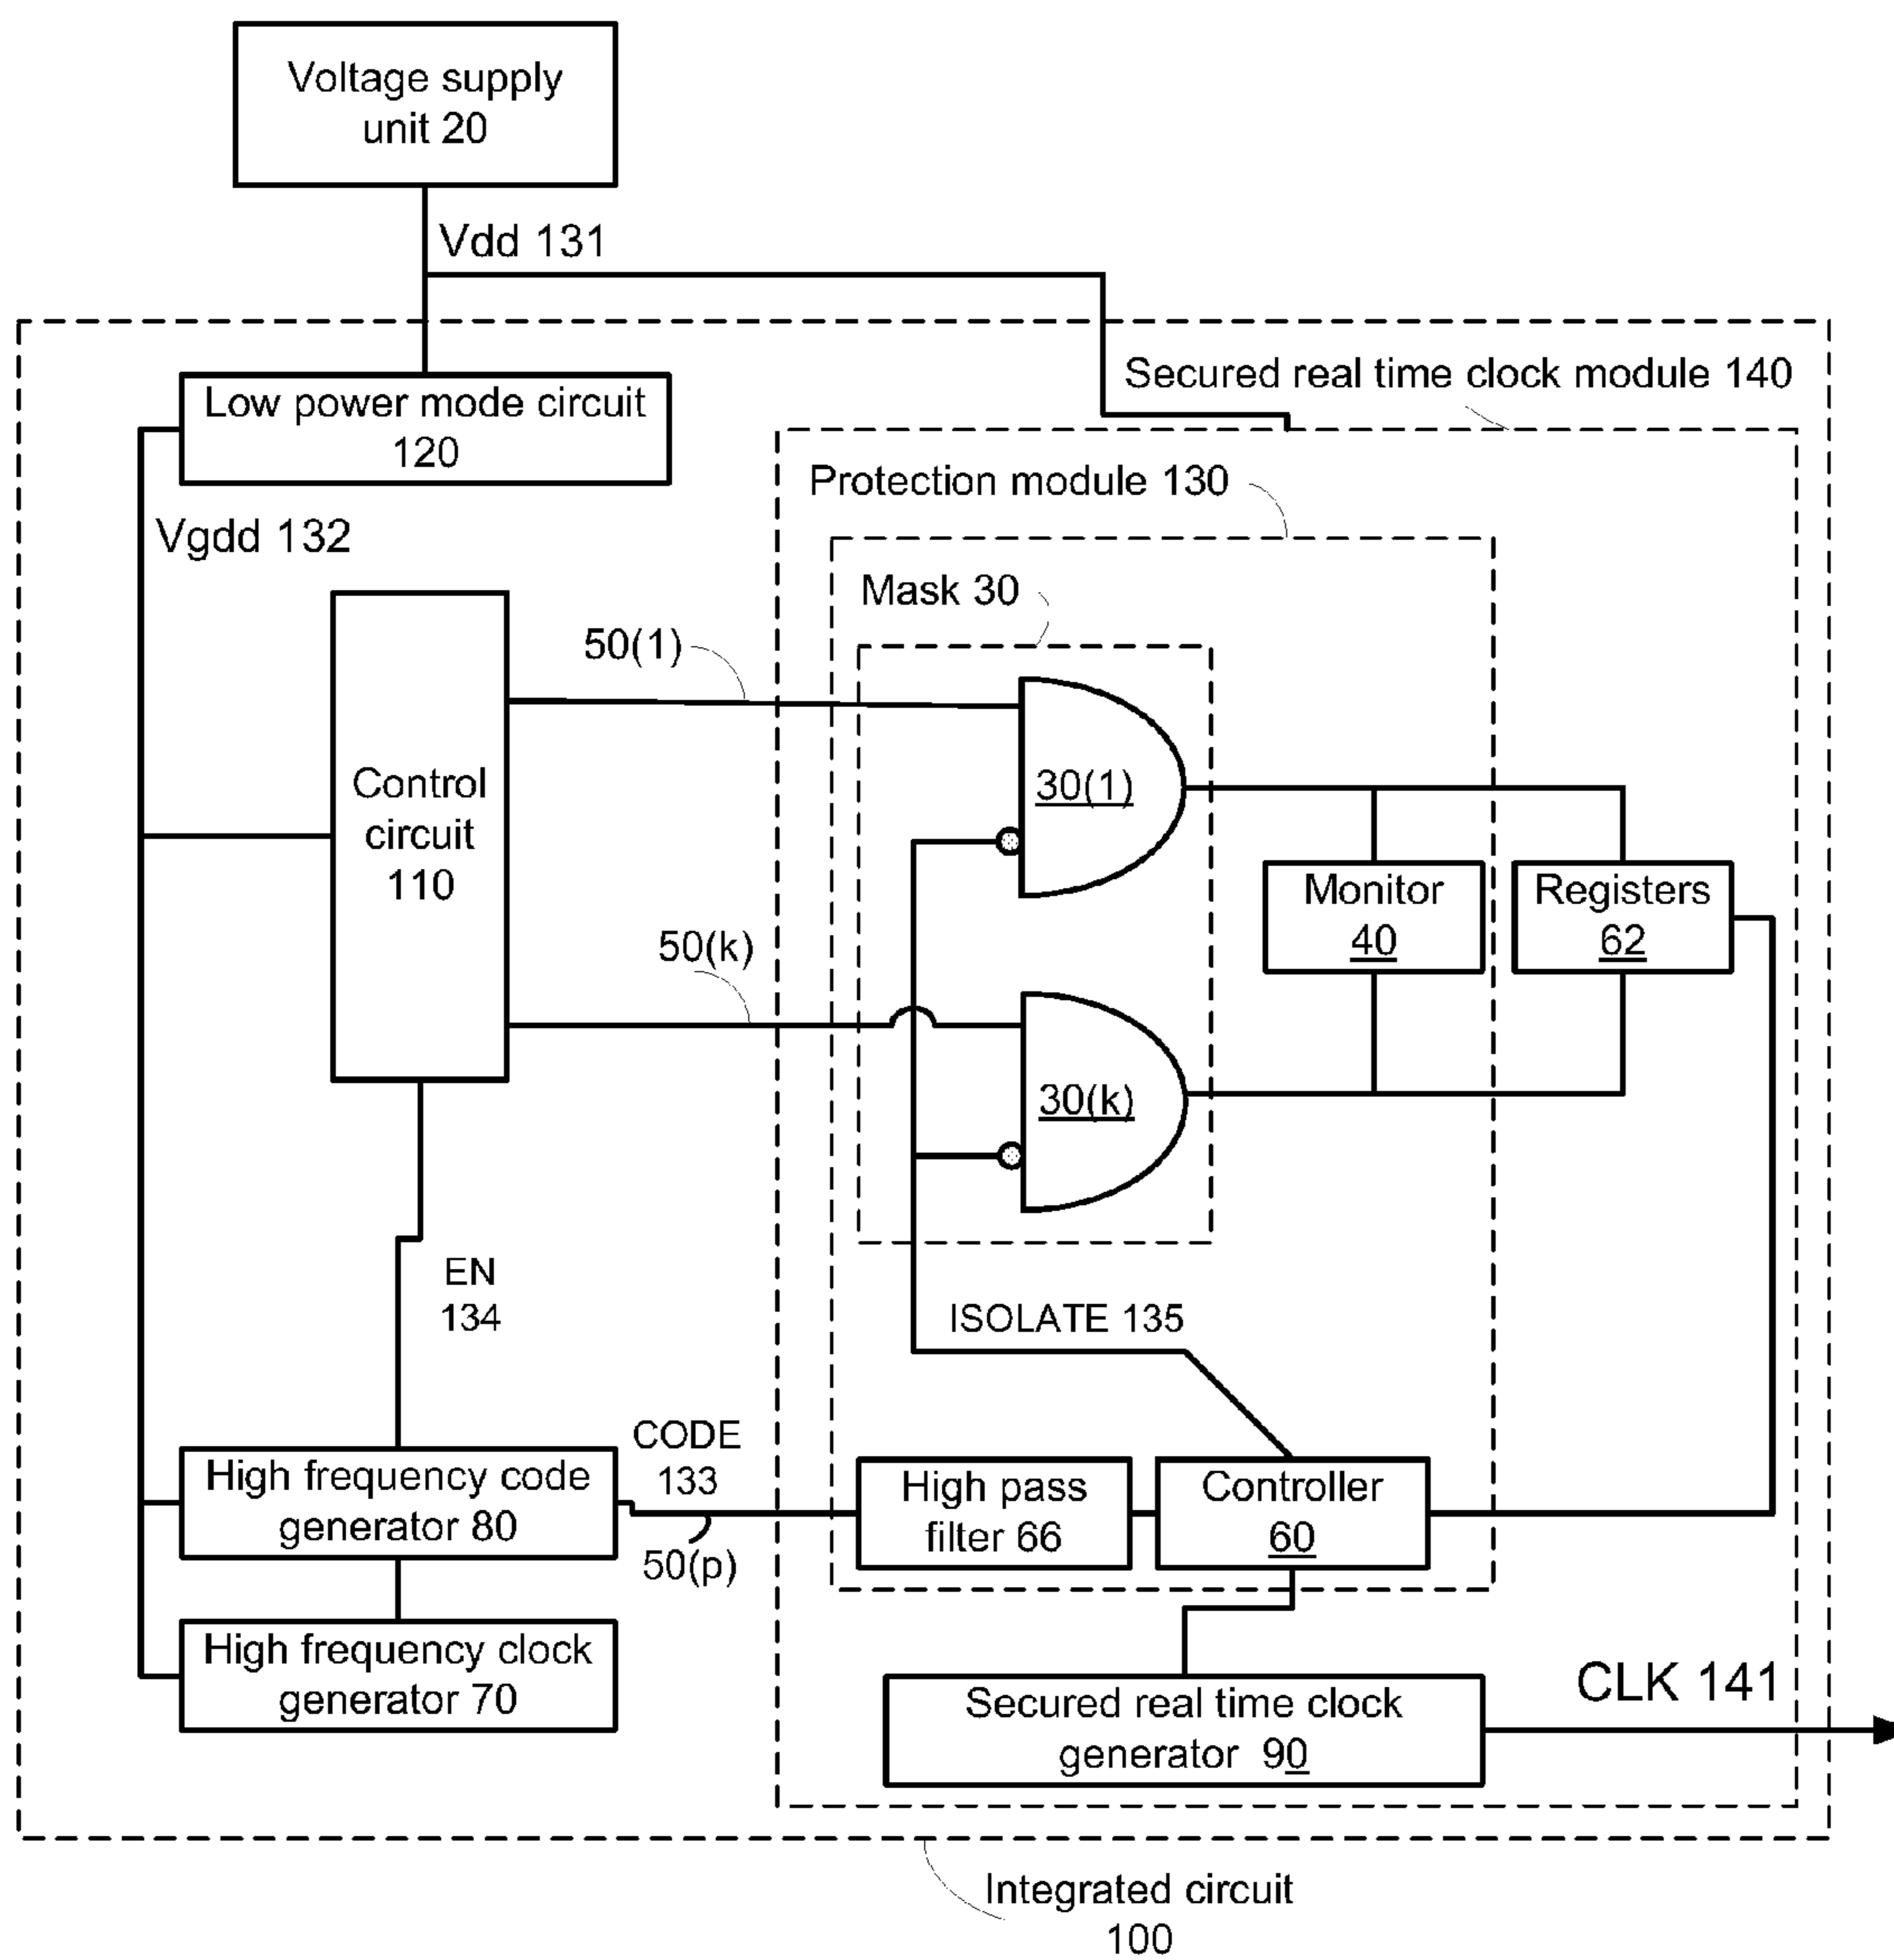 Voltage supply
unit 20
Vdd 131
Secured real time clock module 140
Low power mode circuit
120
Protection module 130
Vgdd 132
Mask 30
50(1)
30(1)
Control
circuit
110
Monitor
40
Registers
62
50(k)
30(k)
EN
134
ISOLATE 135
CODE
133
High frequency code
generator 80
High pass
filter 66
Controller
60
50(p)
High frequency clock
generator 70
CLK 141
Secured real time clock
generator 90
Integrated circuit
100